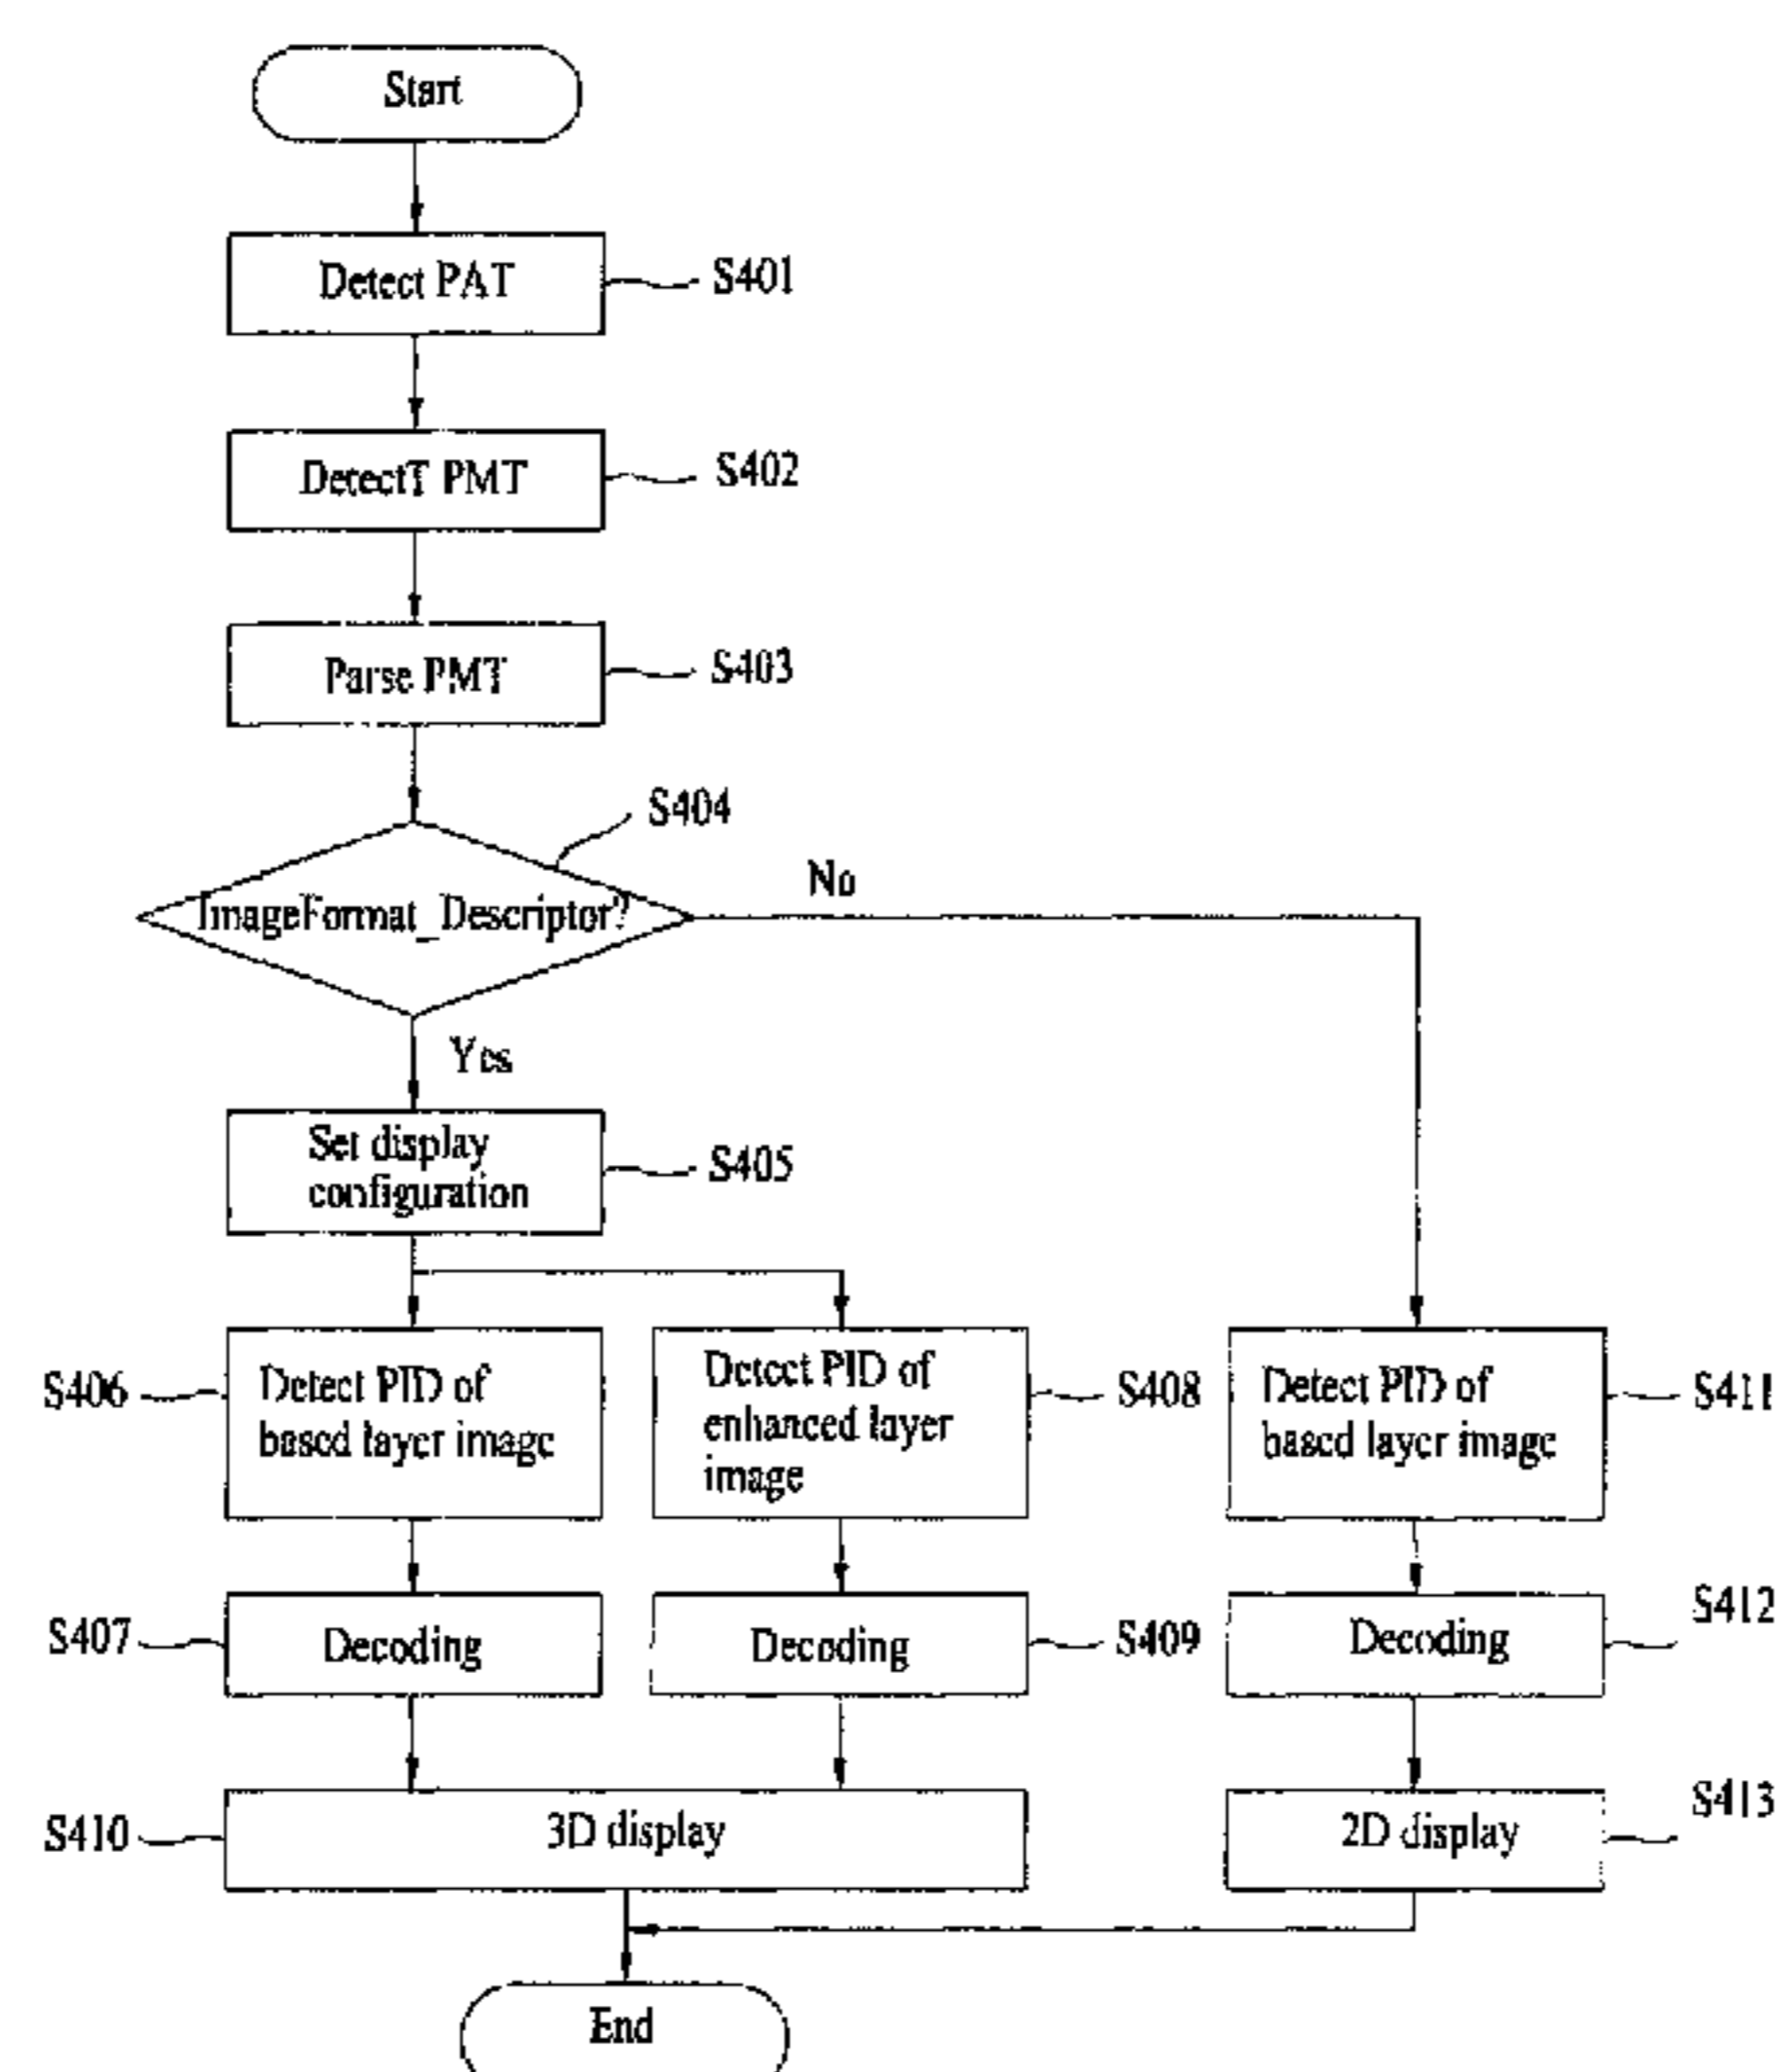 Start
Detect PAT
S401
DetectT PMT
S402
Parse PMT
S403
S404
ImageFormat_Descriptor?
No
Yes
Set display
configuration
S405
S406
Detect PID of
based layer image
Detect PID of
enhanced layer
image
S408
Detect PID of
based layer image
S411
S407
Decoding
Decoding
S409
Decoding
S412
S410
3D display
2D display
S413
End